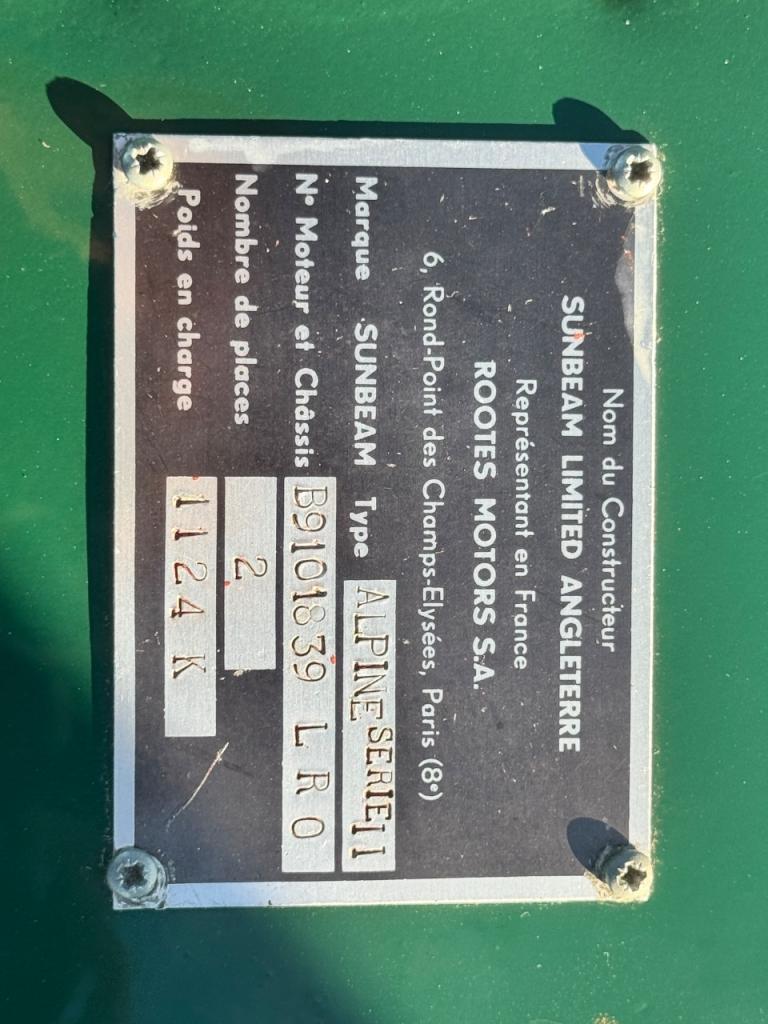 Nom du Constructeur
SUNBEAM LIMITED ANGLETERRE
Représentant en France
ROOTES MOTORS S.A.
6, Rond-Point des Champs-Elysées, Paris (8e)
Marque SUNBEAM Type ALPINE SERIE II
No Moteur et Châssis B9101839 L R O
Nombre de places 2
Poids en charge 1124 K